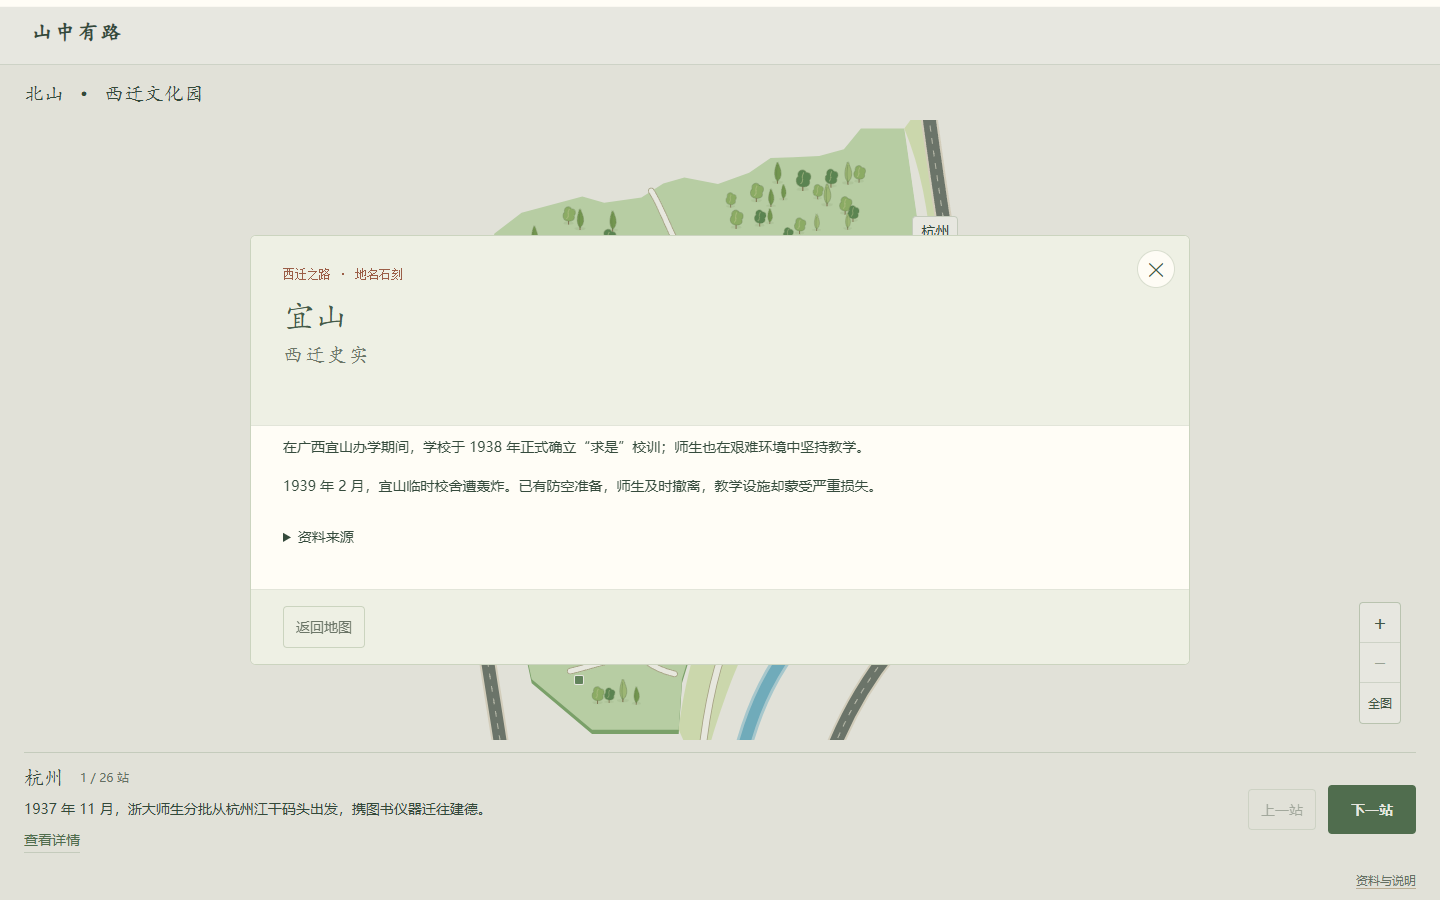 山中有路
北山 • 西迁文化园
杭州
西迁之路 · 地名石刻
宜山
西迁史实
在广西宜山办学期间，学校于 1938 年正式确立“求是”校训；师生也在艰难环境中坚持教学。
1939 年 2 月，宜山临时校舍遭轰炸。已有防空准备，师生及时撤离，教学设施却蒙受严重损失。
▶ 资料来源
返回地图
+
−
全图
杭州 1 / 26 站
1937 年 11 月，浙大师生分批从杭州江干码头出发，携图书仪器迁往建德。
查看详情
上一站
下一站
资料与说明